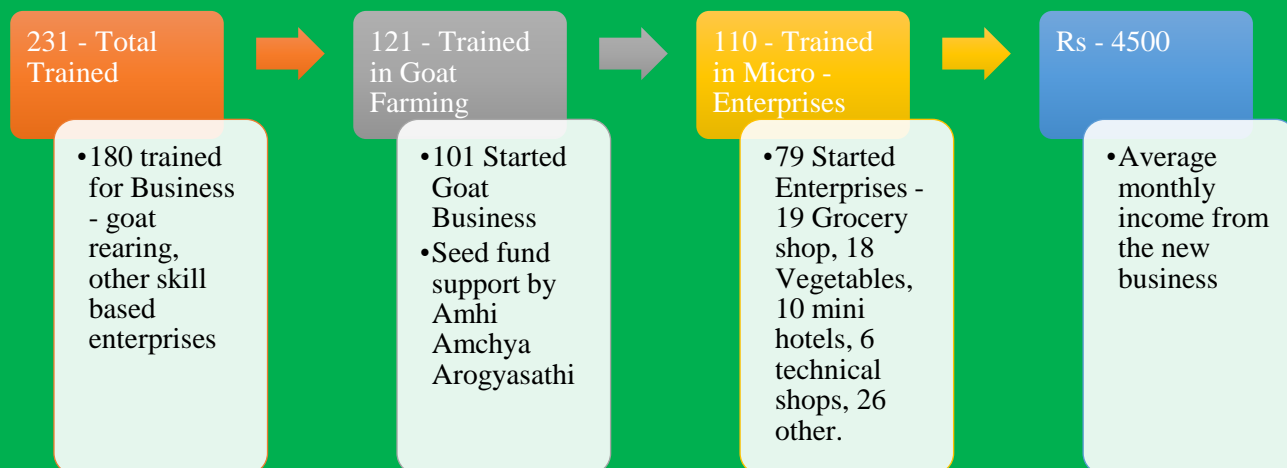 231 - Total
Trained
•180 trained
for Business
- goat
rearing,
other skill
based
enterprises
121 - Trained
in Goat
Farming
•101 Started
Goat
Business
•Seed fund
support by
Amhi
Amchya
Arogyasathi
110 - Trained
in Micro -
Enterprises
•79 Started
Enterprises -
19 Grocery
shop, 18
Vegetables,
10 mini
hotels, 6
technical
shops, 26
other.
Rs - 4500
•Average
monthly
income from
the new
business